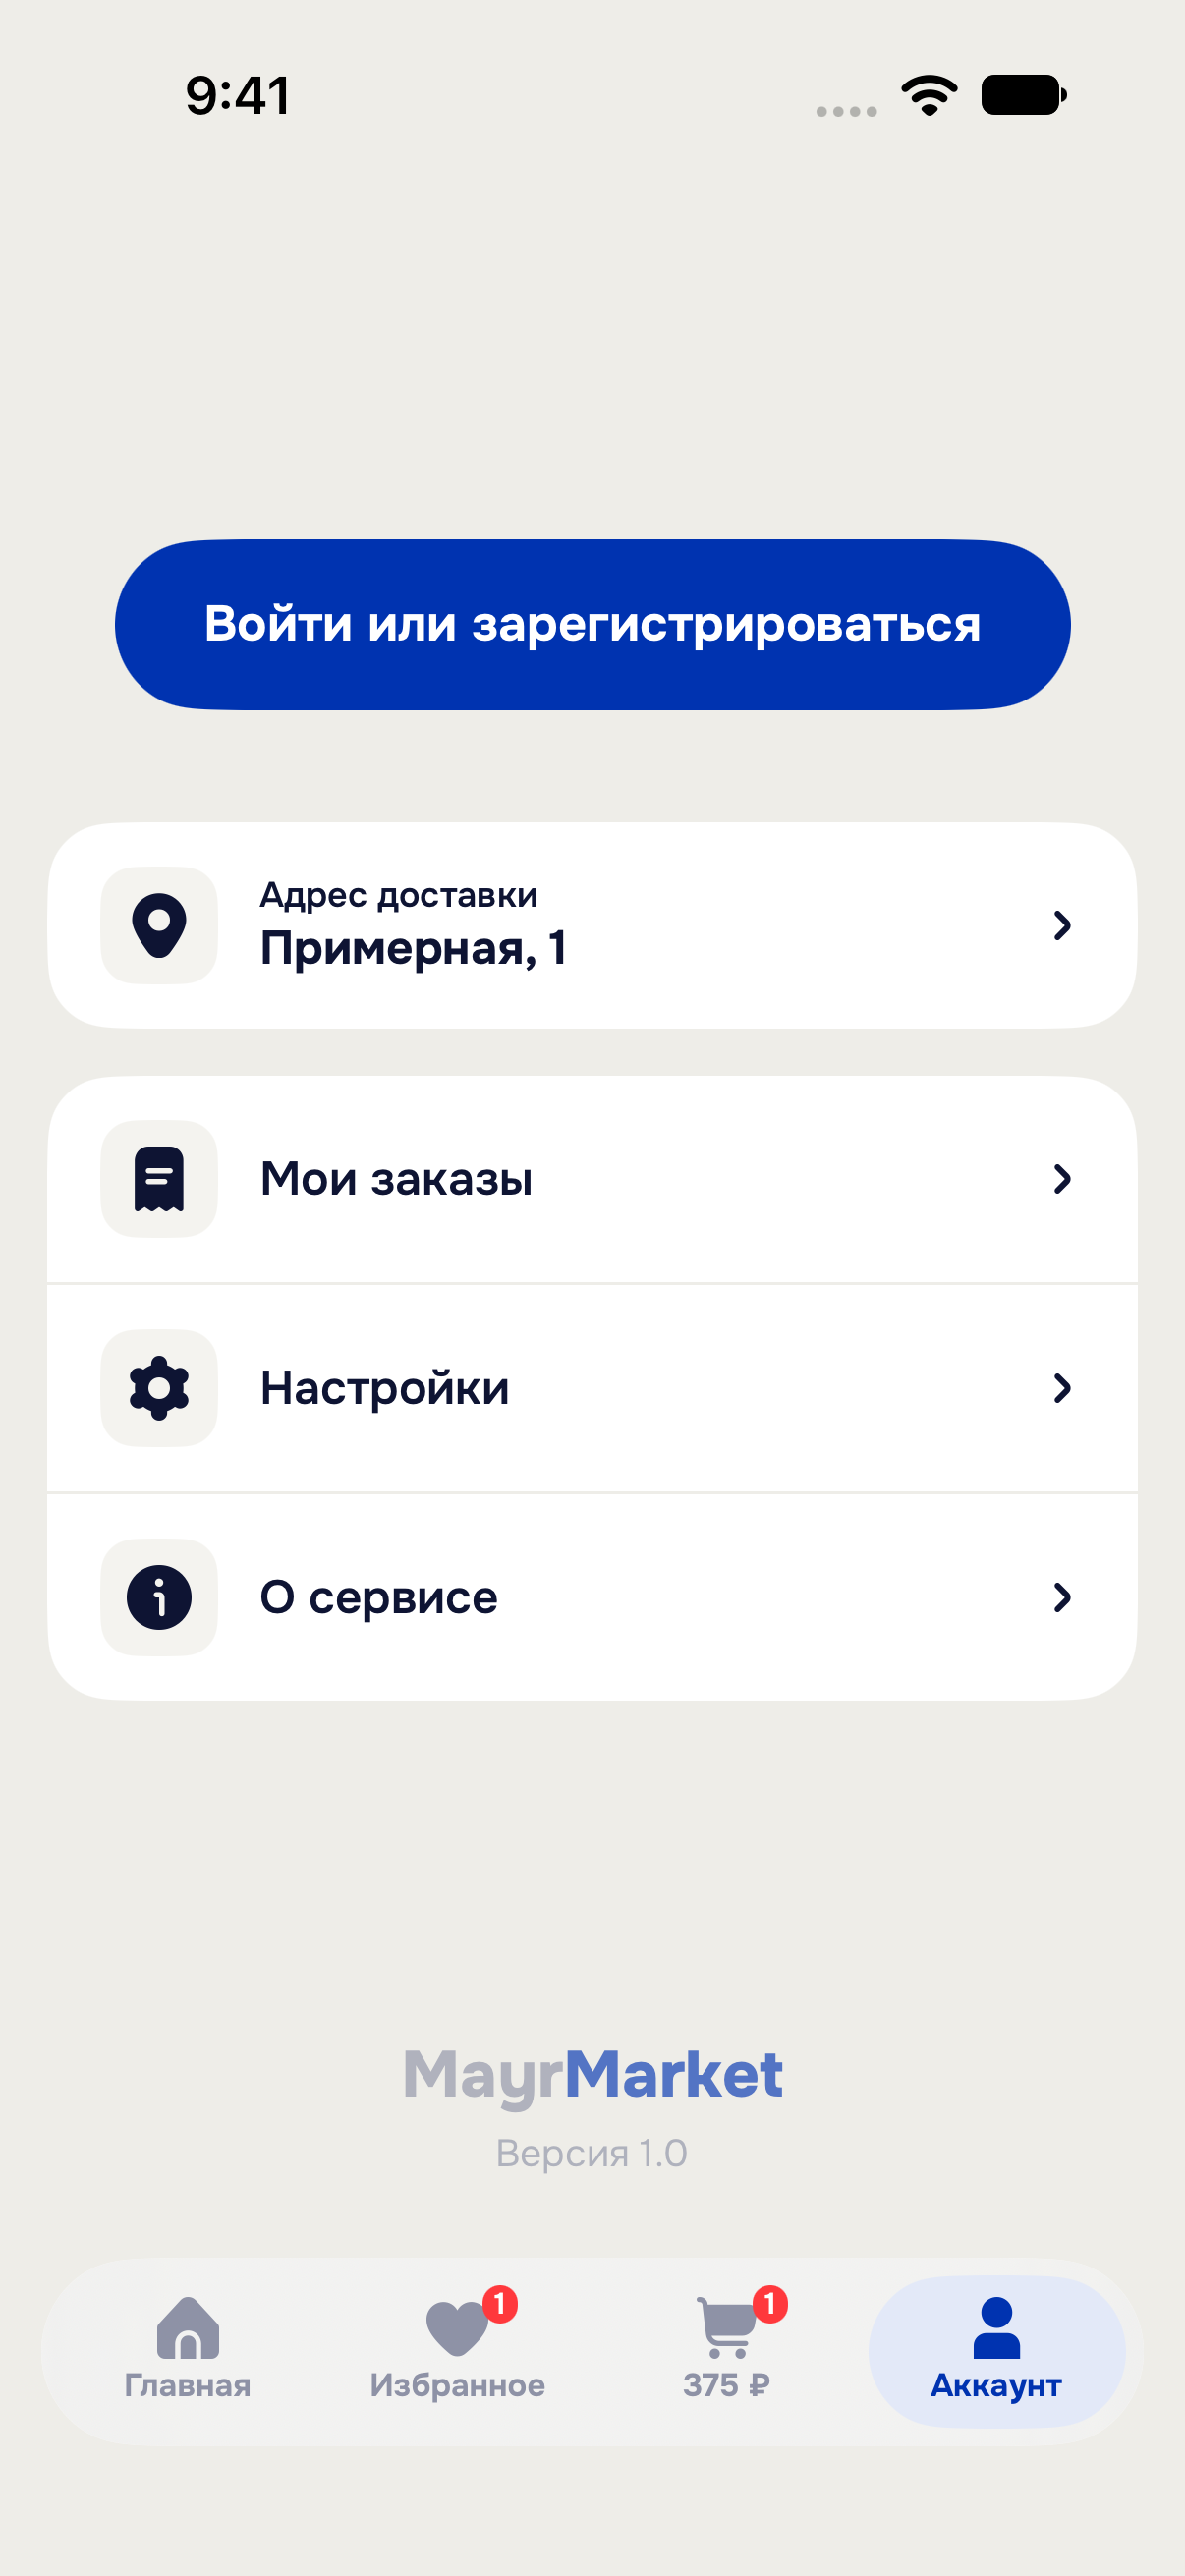 9:41
Войти или зарегистрироваться
Адрес доставки
Примерная, 1
Мои заказы
Настройки
О сервисе
MayrMarket
Версия 1.0
1
1
Главная
Избранное
375 ₽
Аккаунт